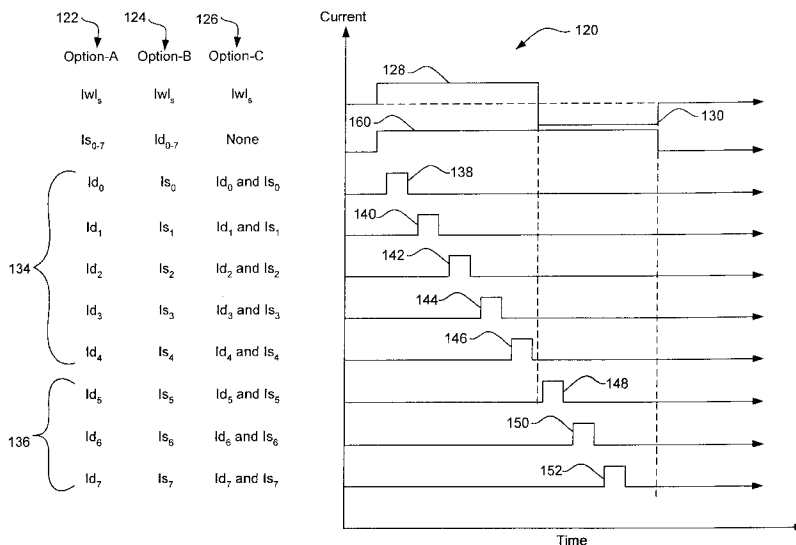 122 124 126 Current
120
Option-A Option-B Option-C
128
Iwl_s Iwl_s Iwl_s
160 130
Is_0-7 Id_0-7 None
138
Id_0 Is_0 Id_0 and Is_0
140
Id_1 Is_1 Id_1 and Is_1
142
134 Id_2 Is_2 Id_2 and Is_2
144
Id_3 Is_3 Id_3 and Is_3
146
Id_4 Is_4 Id_4 and Is_4
148
Id_5 Is_5 Id_5 and Is_5
150
136 Id_6 Is_6 Id_6 and Is_6
152
Id_7 Is_7 Id_7 and Is_7
Time